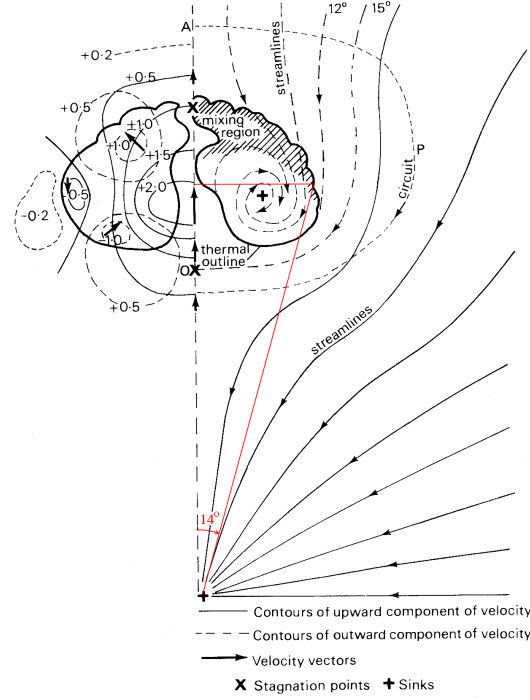 A
12°
15°
+0·2
+0·5
+0·5
±1·0
+1·0
+1·5
+2·0
-0·5
-0·2
-1·0
+0·5
mixing
region
streamlines
P
circuit
thermal
outline
O
streamlines
14°
Contours of upward component of velocity
Contours of outward component of velocity
Velocity vectors
X Stagnation points + Sinks